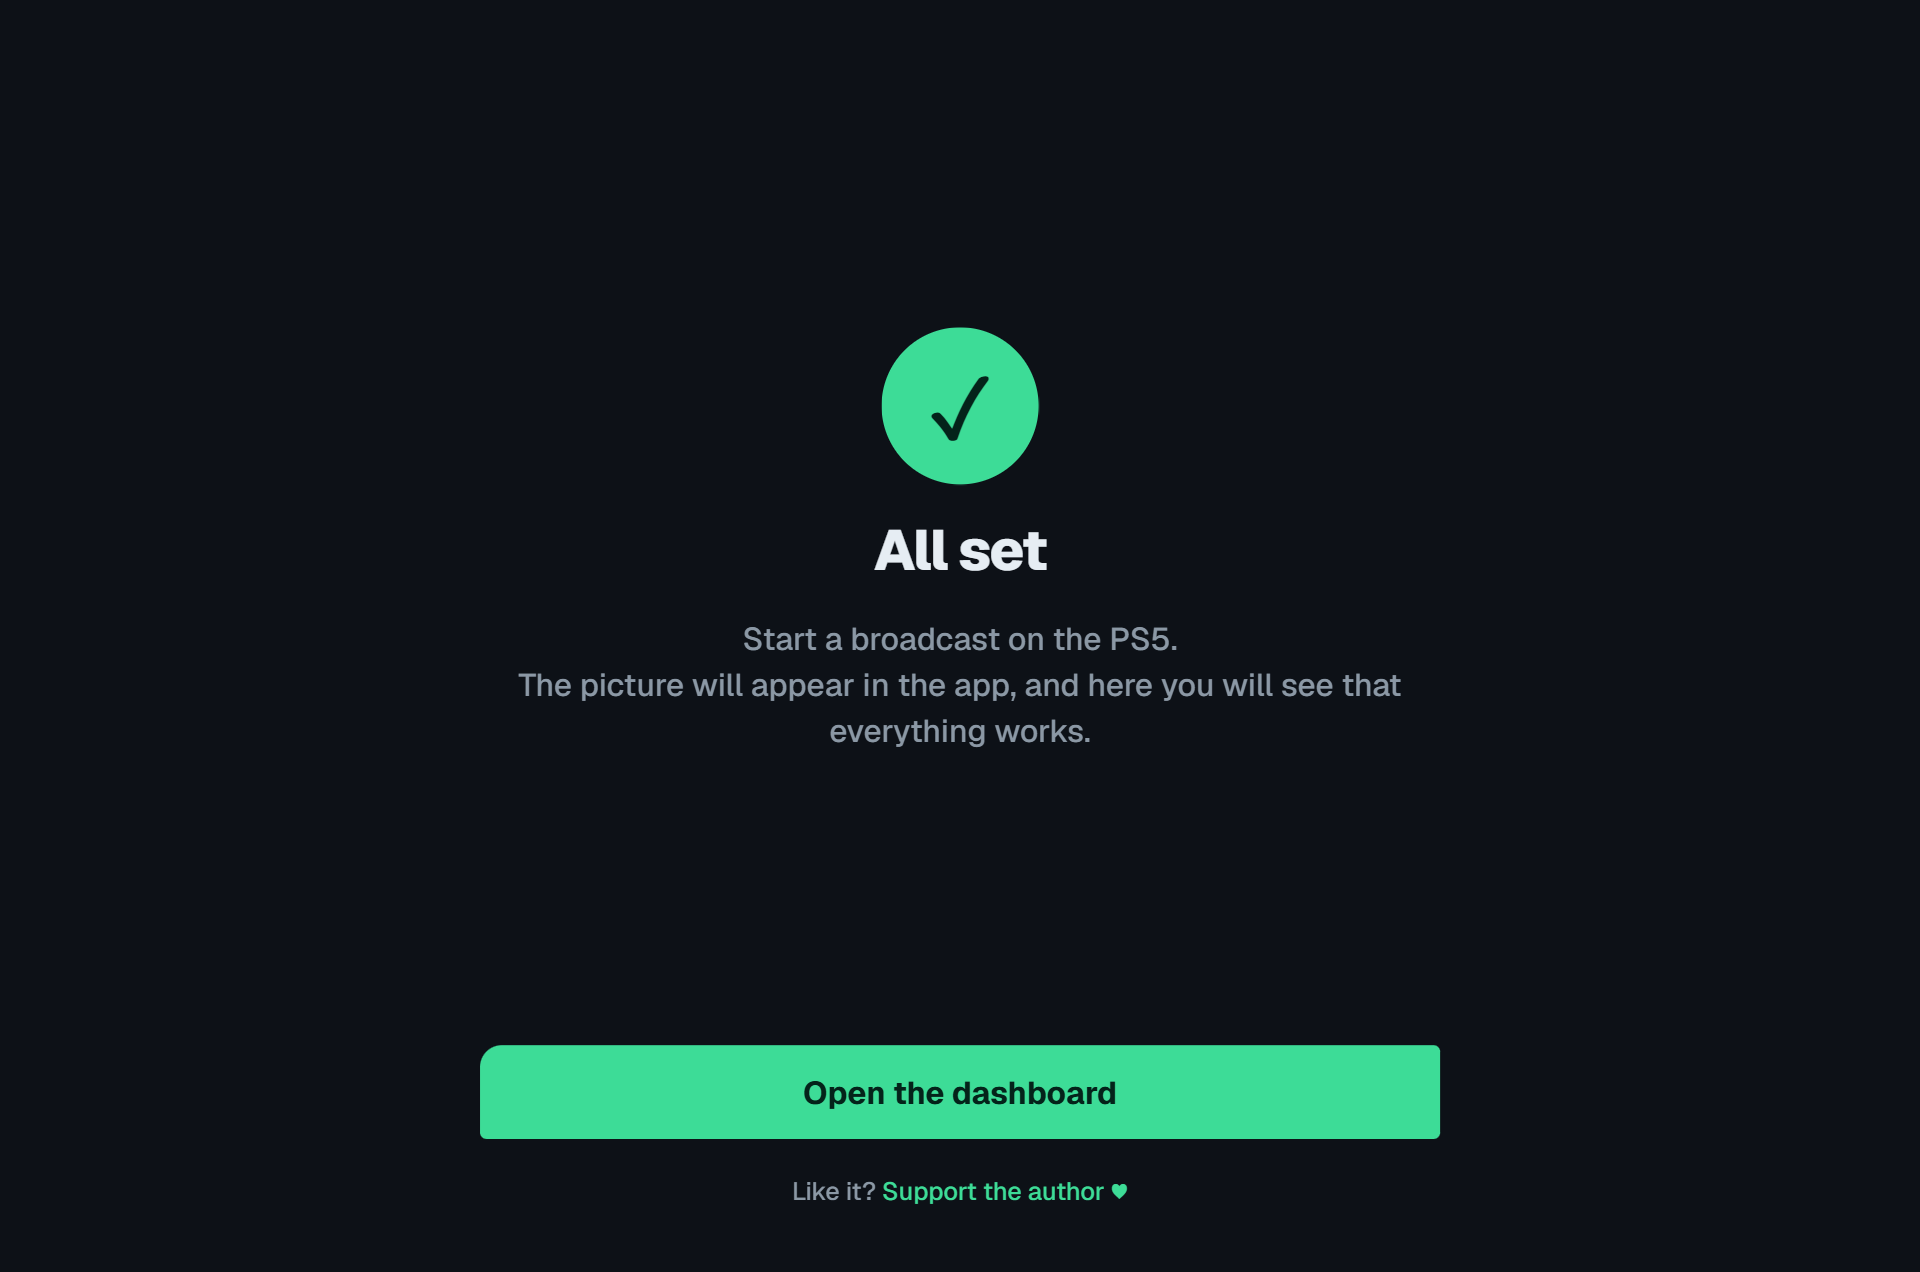 All set
Start a broadcast on the PS5.
The picture will appear in the app, and here you will see that
everything works.
Open the dashboard
Like it? Support the author ♥